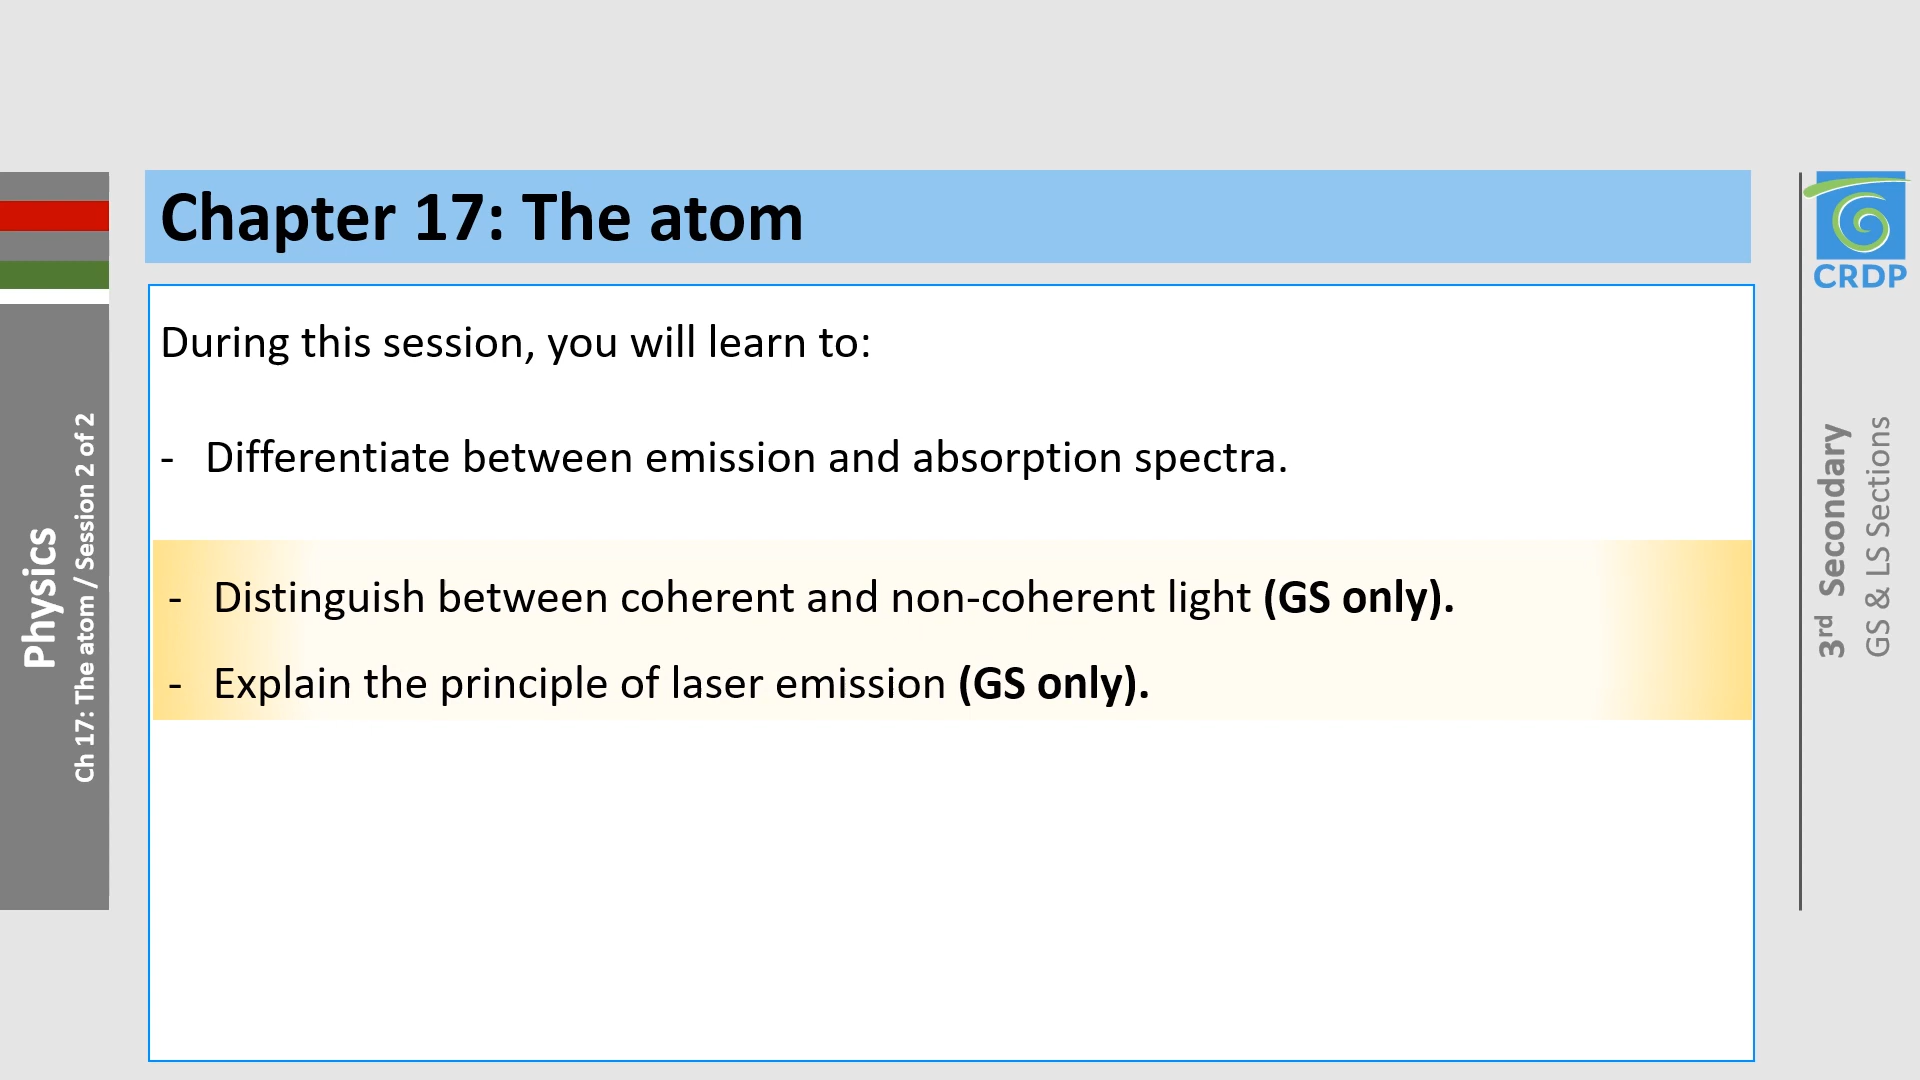 Chapter 17: The atom
During this session, you will learn to:
- Differentiate between emission and absorption spectra.
- Distinguish between coherent and non-coherent light (GS only).
- Explain the principle of laser emission (GS only).
Physics
Ch 17: The atom / Session 2 of 2
CRDP
3rd Secondary
GS & LS Sections